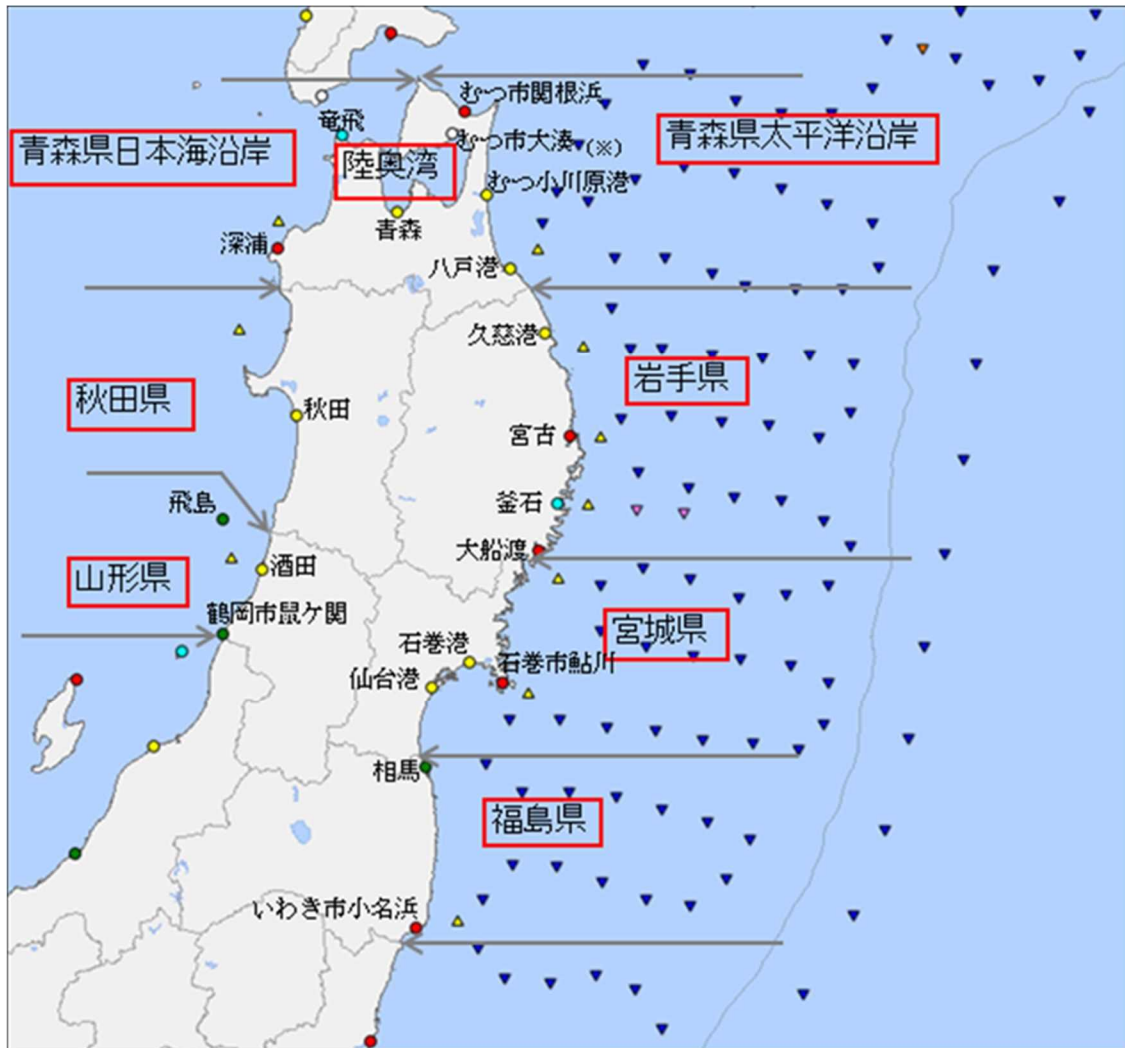 むつ市関根浜
竜飛
青森県太平洋沿岸
青森県日本海沿岸
むつ市大湊(※)
陸奥湾
むつ小川原港
青森
深浦
八戸港
久慈港
岩手県
秋田県
秋田
宮古
飛島
釜石
大船渡
酒田
山形県
鶴岡市鼠ケ関
宮城県
石巻港
石巻市鮎川
仙台港
相馬
福島県
いわき市小名浜